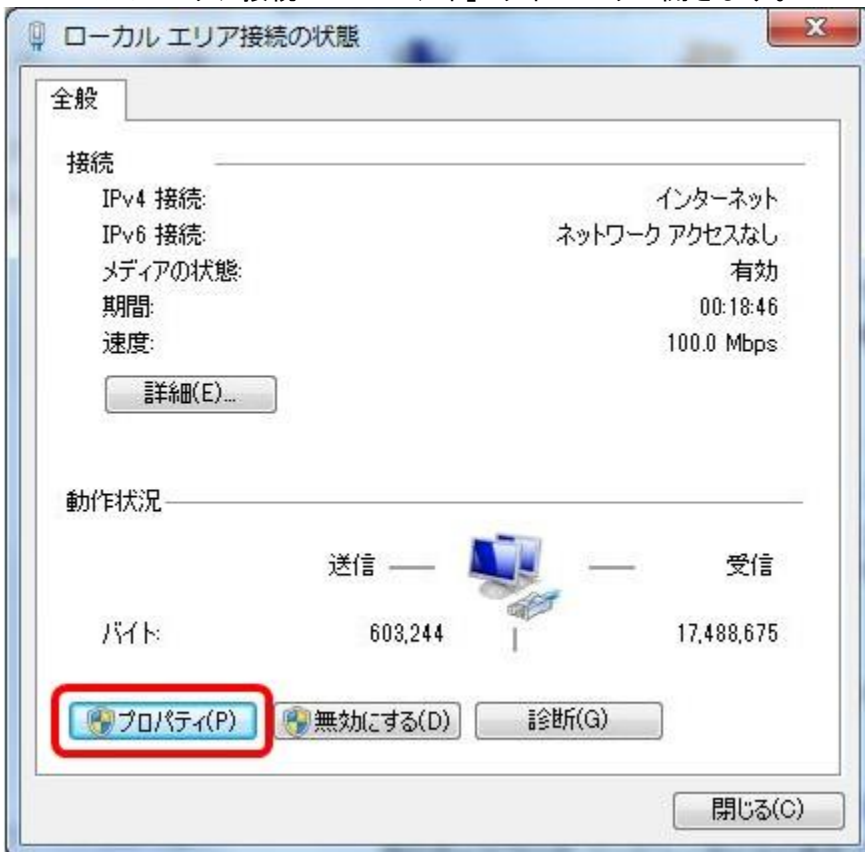 ローカル エリア接続の状態
全般
接続
IPv4 接続: インターネット
IPv6 接続: ネットワーク アクセスなし
メディアの状態: 有効
期間: 00:18:46
速度: 100.0 Mbps
詳細(E)...
動作状況
送信 受信
バイト: 603,244 17,488,675
プロパティ(P) 無効にする(D) 診断(G)
閉じる(C)